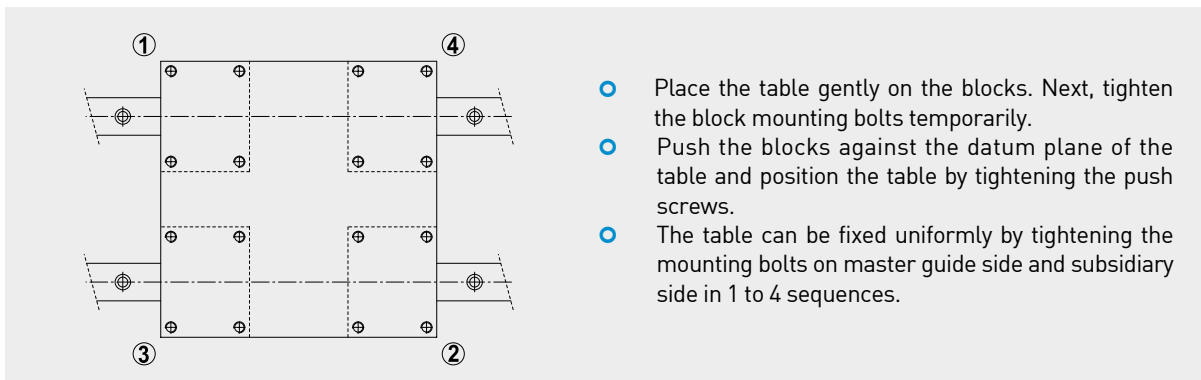 1
4
3
2
Place the table gently on the blocks. Next, tighten
the block mounting bolts temporarily.
Push the blocks against the datum plane of the
table and position the table by tightening the push
screws.
The table can be fixed uniformly by tightening the
mounting bolts on master guide side and subsidiary
side in 1 to 4 sequences.